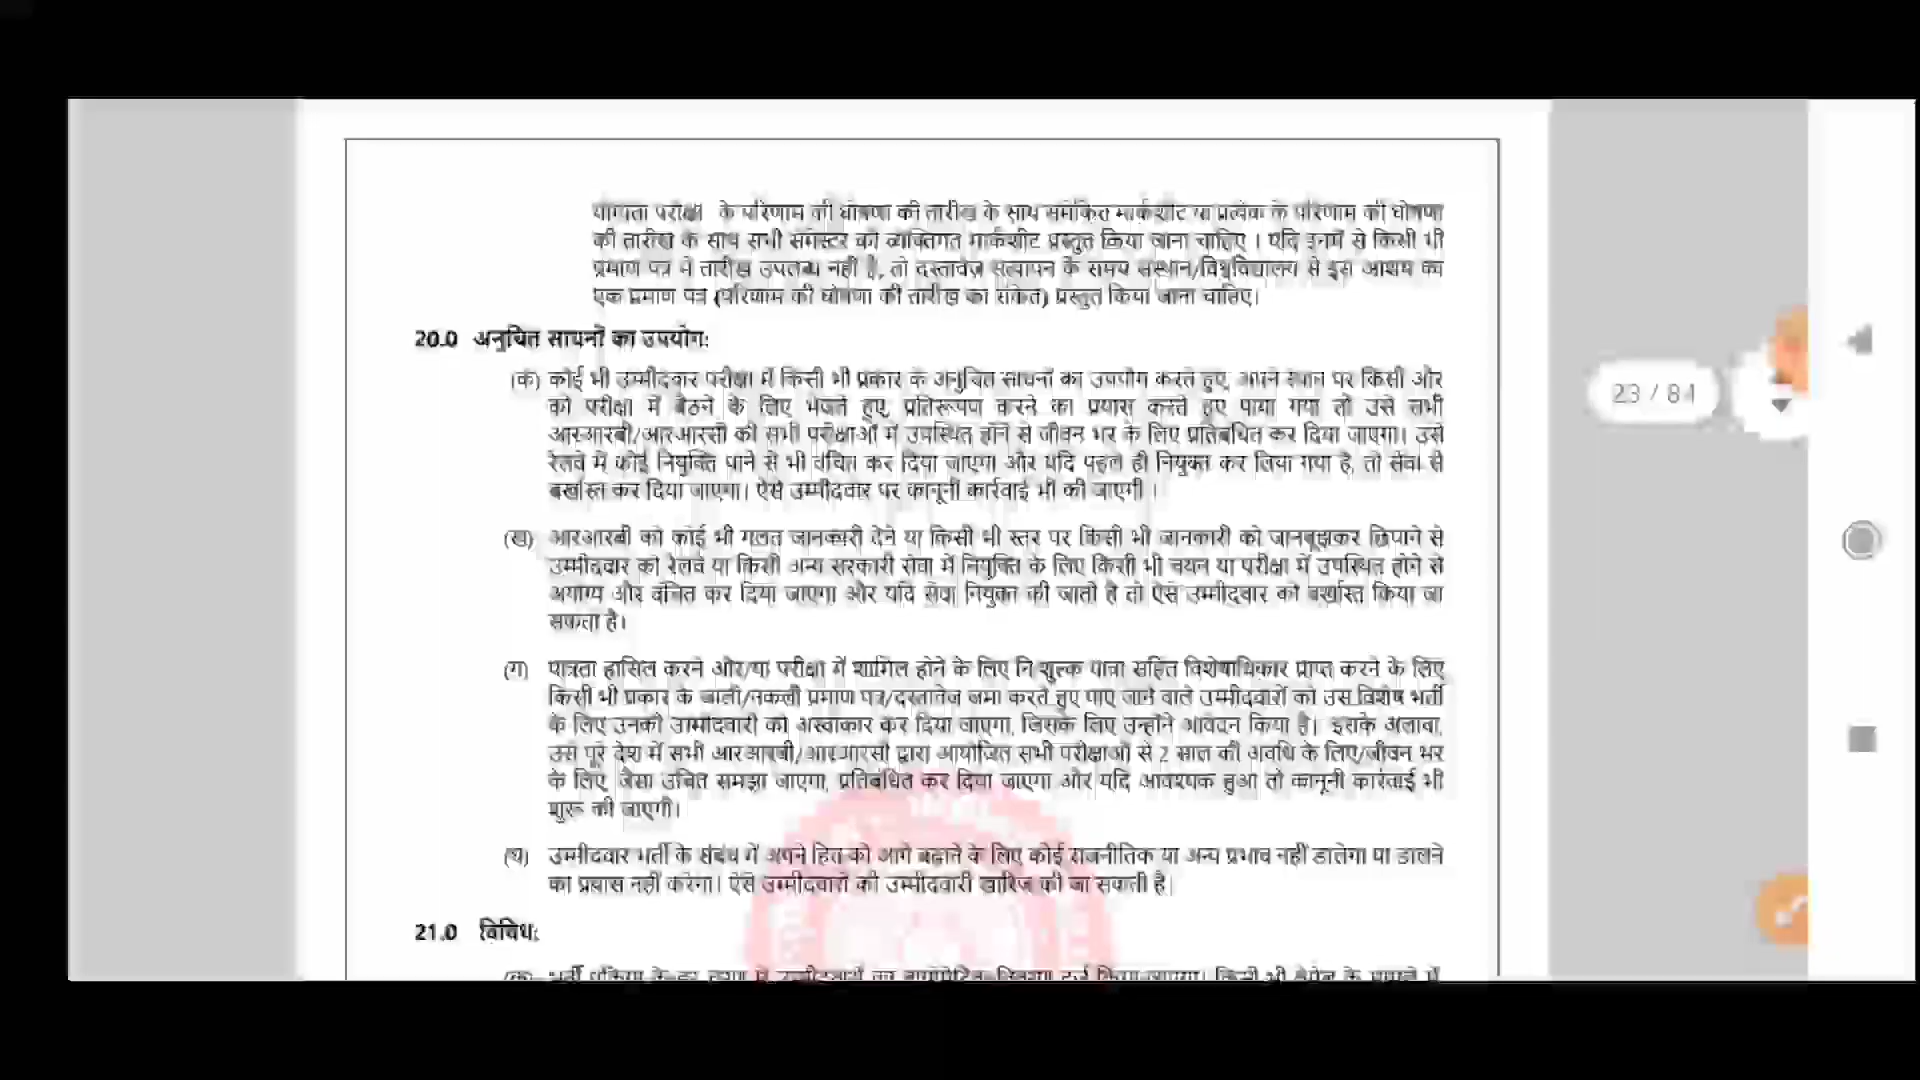 योग्यता परीक्षा के परिणाम की घोषणा की तारीख के साथ समेकित मार्कशीट या प्रत्येक के परिणाम की घोषणा
की तारीख के साथ सभी सेमेस्टर की व्यक्तिगत मार्कशीट प्रस्तुत किया जाना चाहिए । यदि इनमें से किसी भी
प्रमाण पत्र में तारीख उपलब्ध नहीं है, तो दस्तावेज़ सत्यापन के समय संस्थान/विश्वविद्यालय से इस आशय का
एक प्रमाण पत्र (परिणाम की घोषणा की तारीख का संकेत) प्रस्तुत किया जाना चाहिए।
20.0 अनुचित साधनों का उपयोग:
(क) कोई भी उम्मीदवार परीक्षा में किसी भी प्रकार के अनुचित साधनों का उपयोग करते हुए, अपने स्थान पर किसी और
को परीक्षा में बैठने के लिए भेजते हुए, प्रतिरूपण करने का प्रयास करते हुए पाया गया तो उसे सभी
आरआरबी/आरआरसी की सभी परीक्षाओं में उपस्थित होने से जीवन भर के लिए प्रतिबंधित कर दिया जाएगा। उसे
रेलवे में कोई नियुक्ति पाने से भी वंचित कर दिया जाएगा और यदि पहले ही नियुक्त कर लिया गया है, तो सेवा से
बर्खास्त कर दिया जाएगा। ऐसे उम्मीदवार पर कानूनी कार्रवाई भी की जाएगी ।
(ख) आरआरबी को कोई भी गलत जानकारी देने या किसी भी स्तर पर किसी भी जानकारी को जानबूझकर छिपाने से
उम्मीदवार को रेलवे या किसी अन्य सरकारी सेवा में नियुक्ति के लिए किसी भी चयन या परीक्षा में उपस्थित होने से
अयोग्य और वंचित कर दिया जाएगा और यदि सेवा नियुक्त की जाती है तो ऐसे उम्मीदवार को बर्खास्त किया जा
सकता है।
(ग) पात्रता हासिल करने और/या परीक्षा में शामिल होने के लिए निःशुल्क यात्रा सहित विशेषाधिकार प्राप्त करने के लिए
किसी भी प्रकार के जाली/नकली प्रमाण पत्र/दस्तावेज जमा करते हुए पाए जाने वाले उम्मीदवारों को उस विशेष भर्ती
के लिए उनकी उम्मीदवारी को अस्वीकार कर दिया जाएगा, जिसके लिए उन्होंने आवेदन किया है। इसके अलावा,
उसे पूरे देश में सभी आरआरबी/आरआरसी द्वारा आयोजित सभी परीक्षाओं से 2 साल की अवधि के लिए/जीवन भर
के लिए, जैसा उचित समझा जाएगा, प्रतिबंधित कर दिया जाएगा और यदि आवश्यक हुआ तो कानूनी कार्रवाई भी
शुरू की जाएगी।
(घ) उम्मीदवार भर्ती के संबंध में अपने हित को आगे बढ़ाने के लिए कोई राजनीतिक या अन्य प्रभाव नहीं डालेगा या डालने
का प्रयास नहीं करेगा। ऐसे उम्मीदवारों की उम्मीदवारी खारिज की जा सकती है।
21.0 विविध:
23 / 84